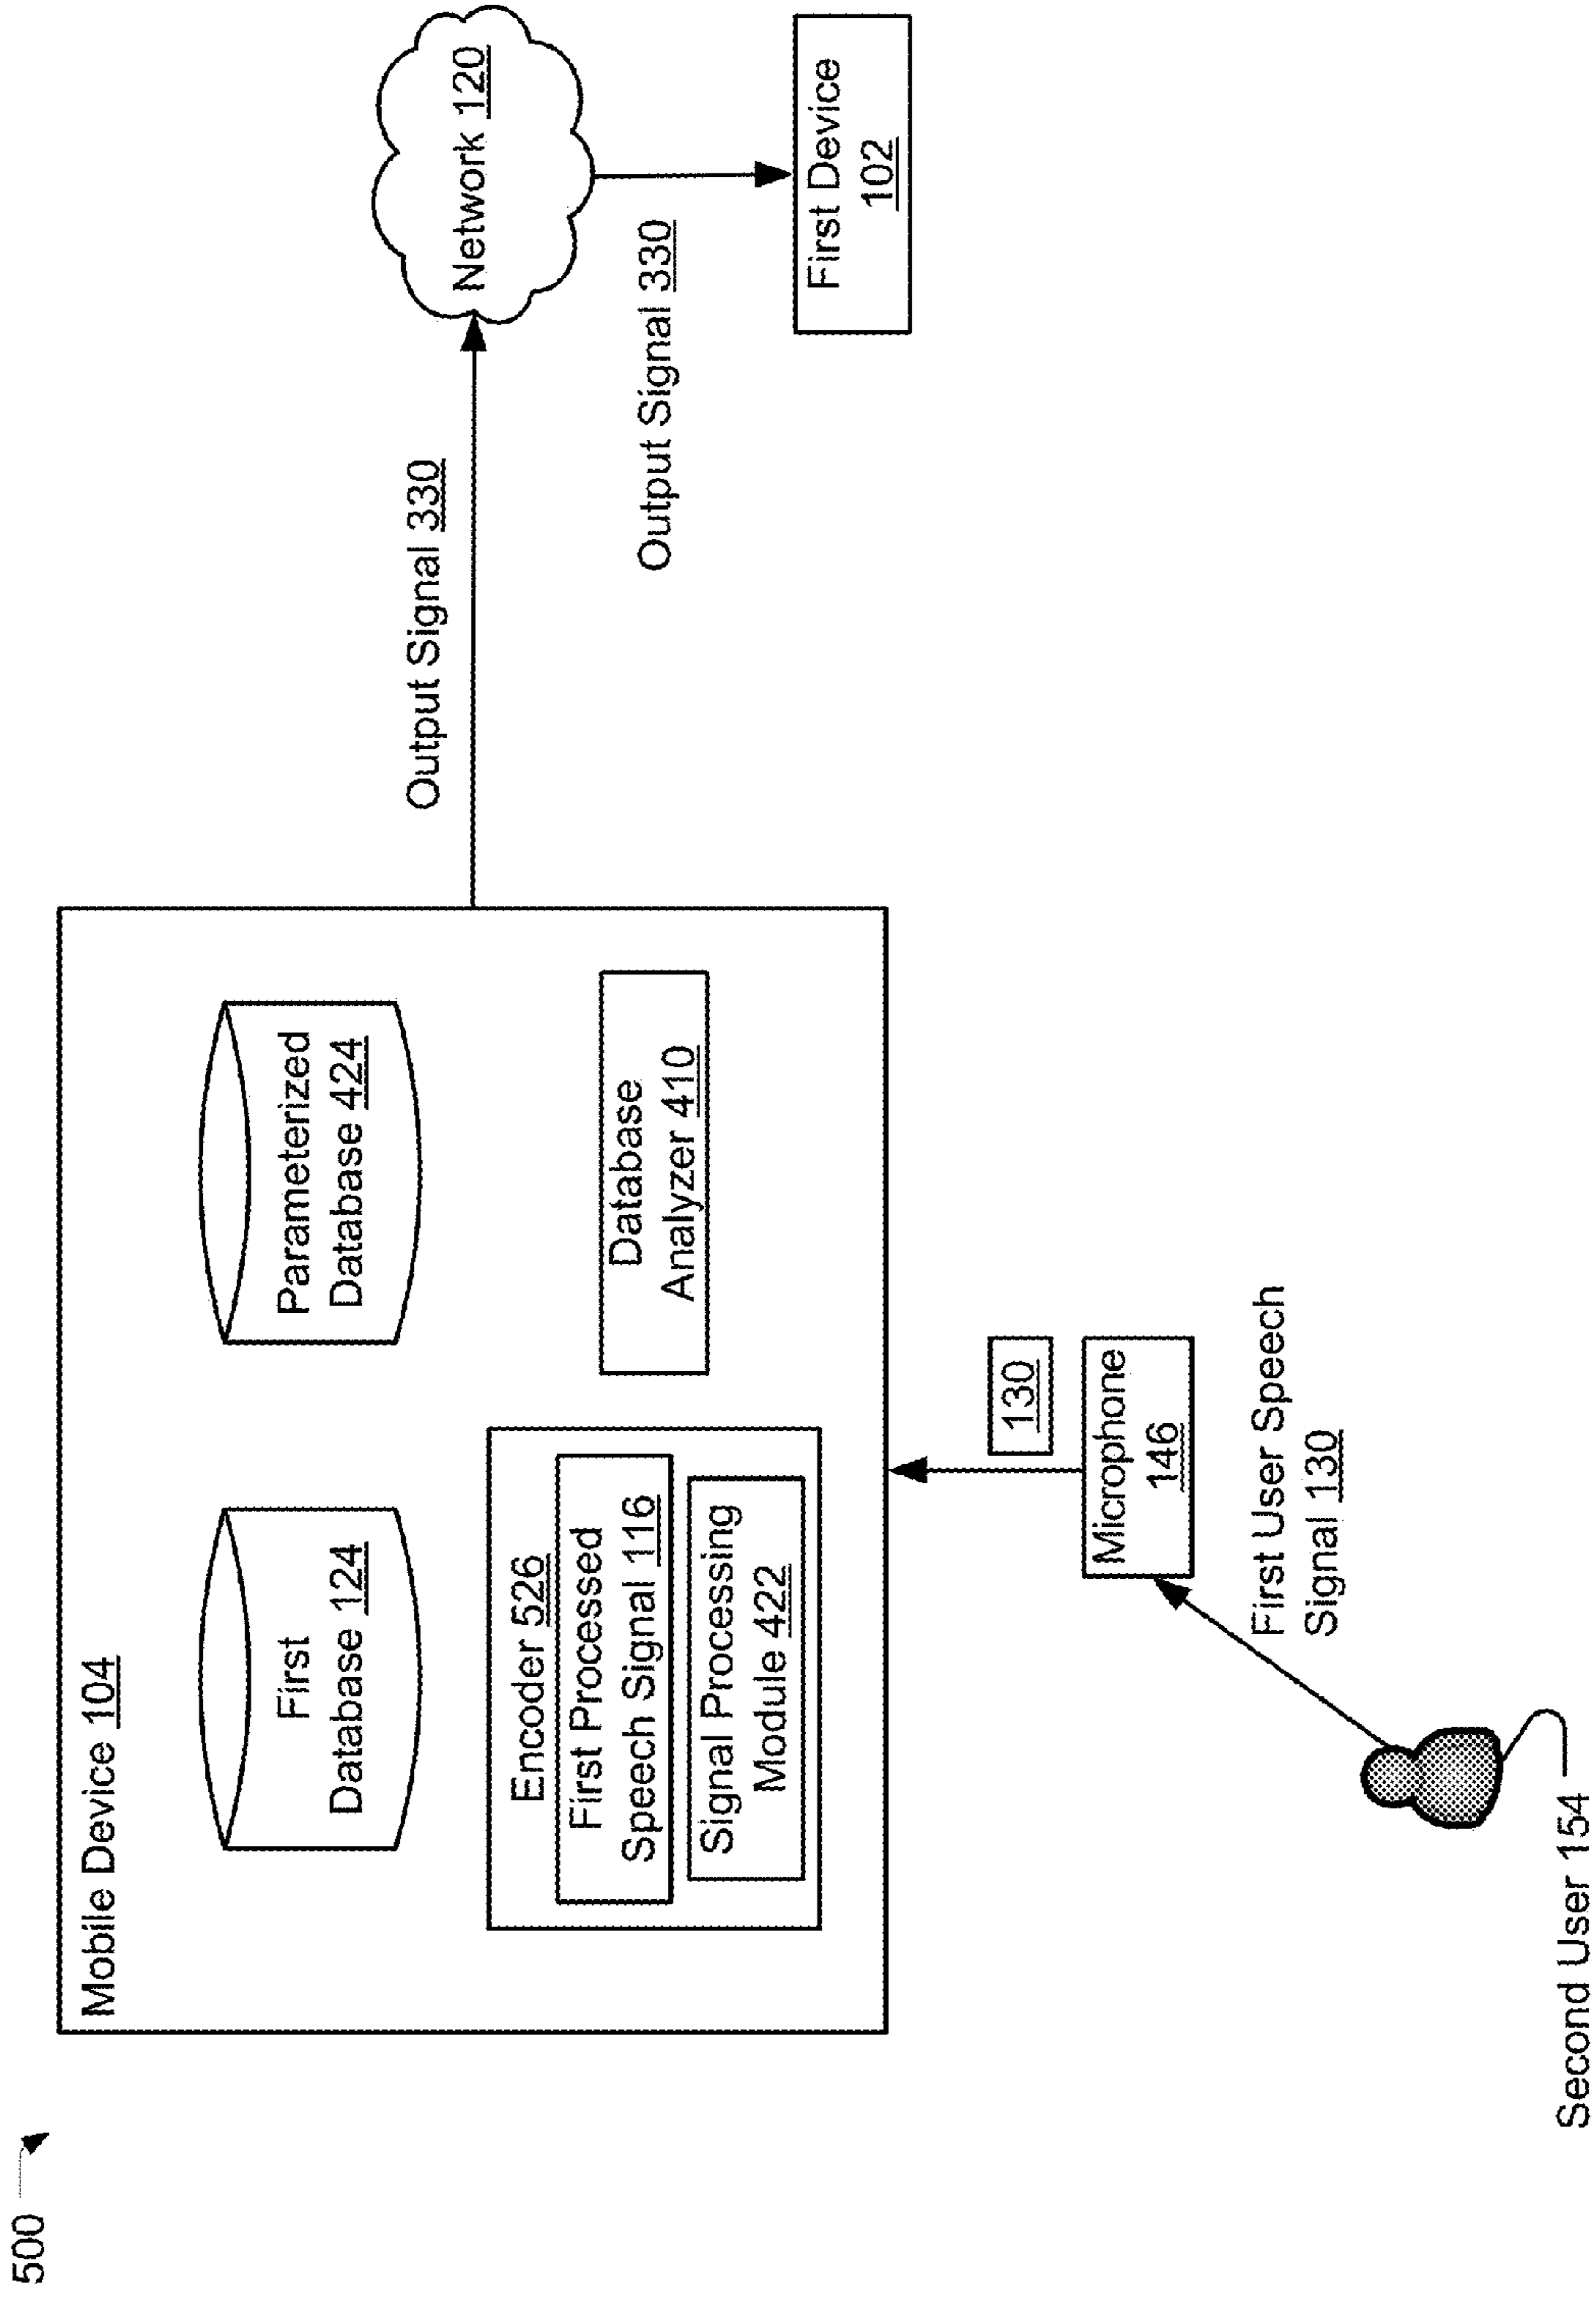 500
Mobile Device 104
First
Database 124
Parameterized
Database 424
Encoder 526
First Processed
Speech Signal 116
Signal Processing
Module 422
Database
Analyzer 410
Output Signal 330
Network 120
Output Signal 330
First Device
102
130
Microphone
146
First User Speech
Signal 130
Second User 154